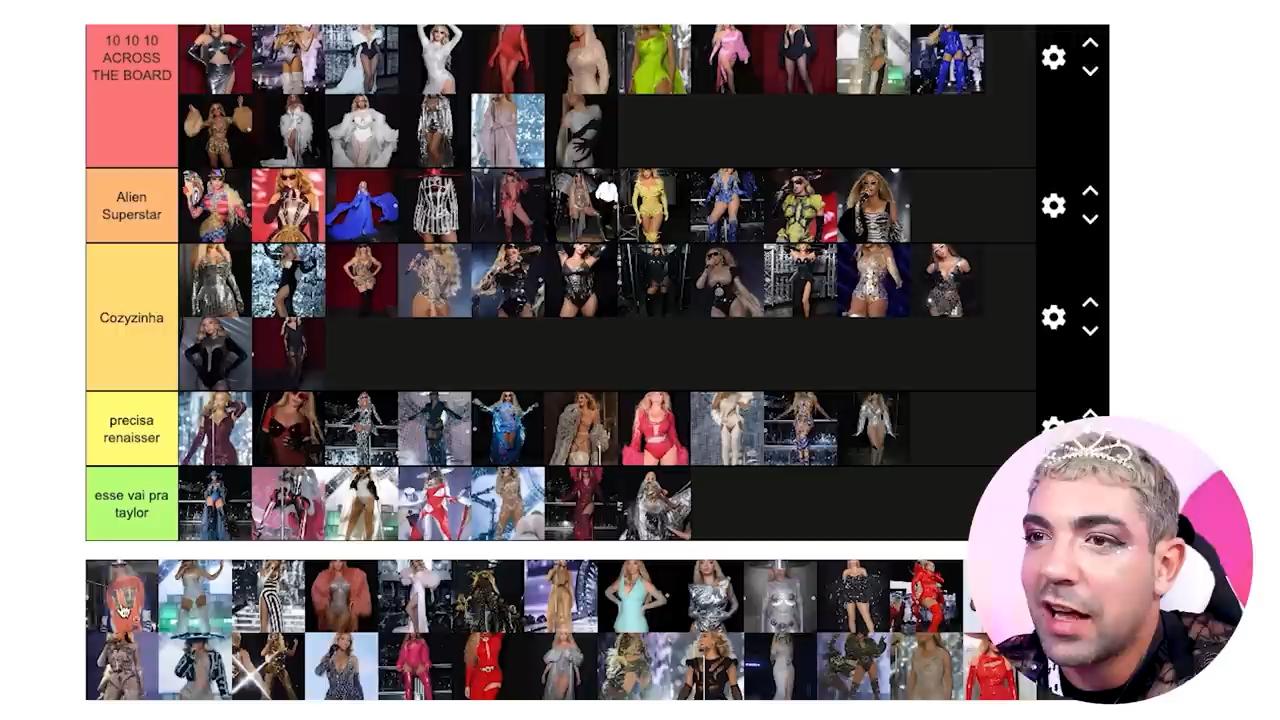 10 10 10
ACROSS
THE BOARD
Alien
Superstar
Cozyzinha
precisa
renaisser
esse vai pra
taylor